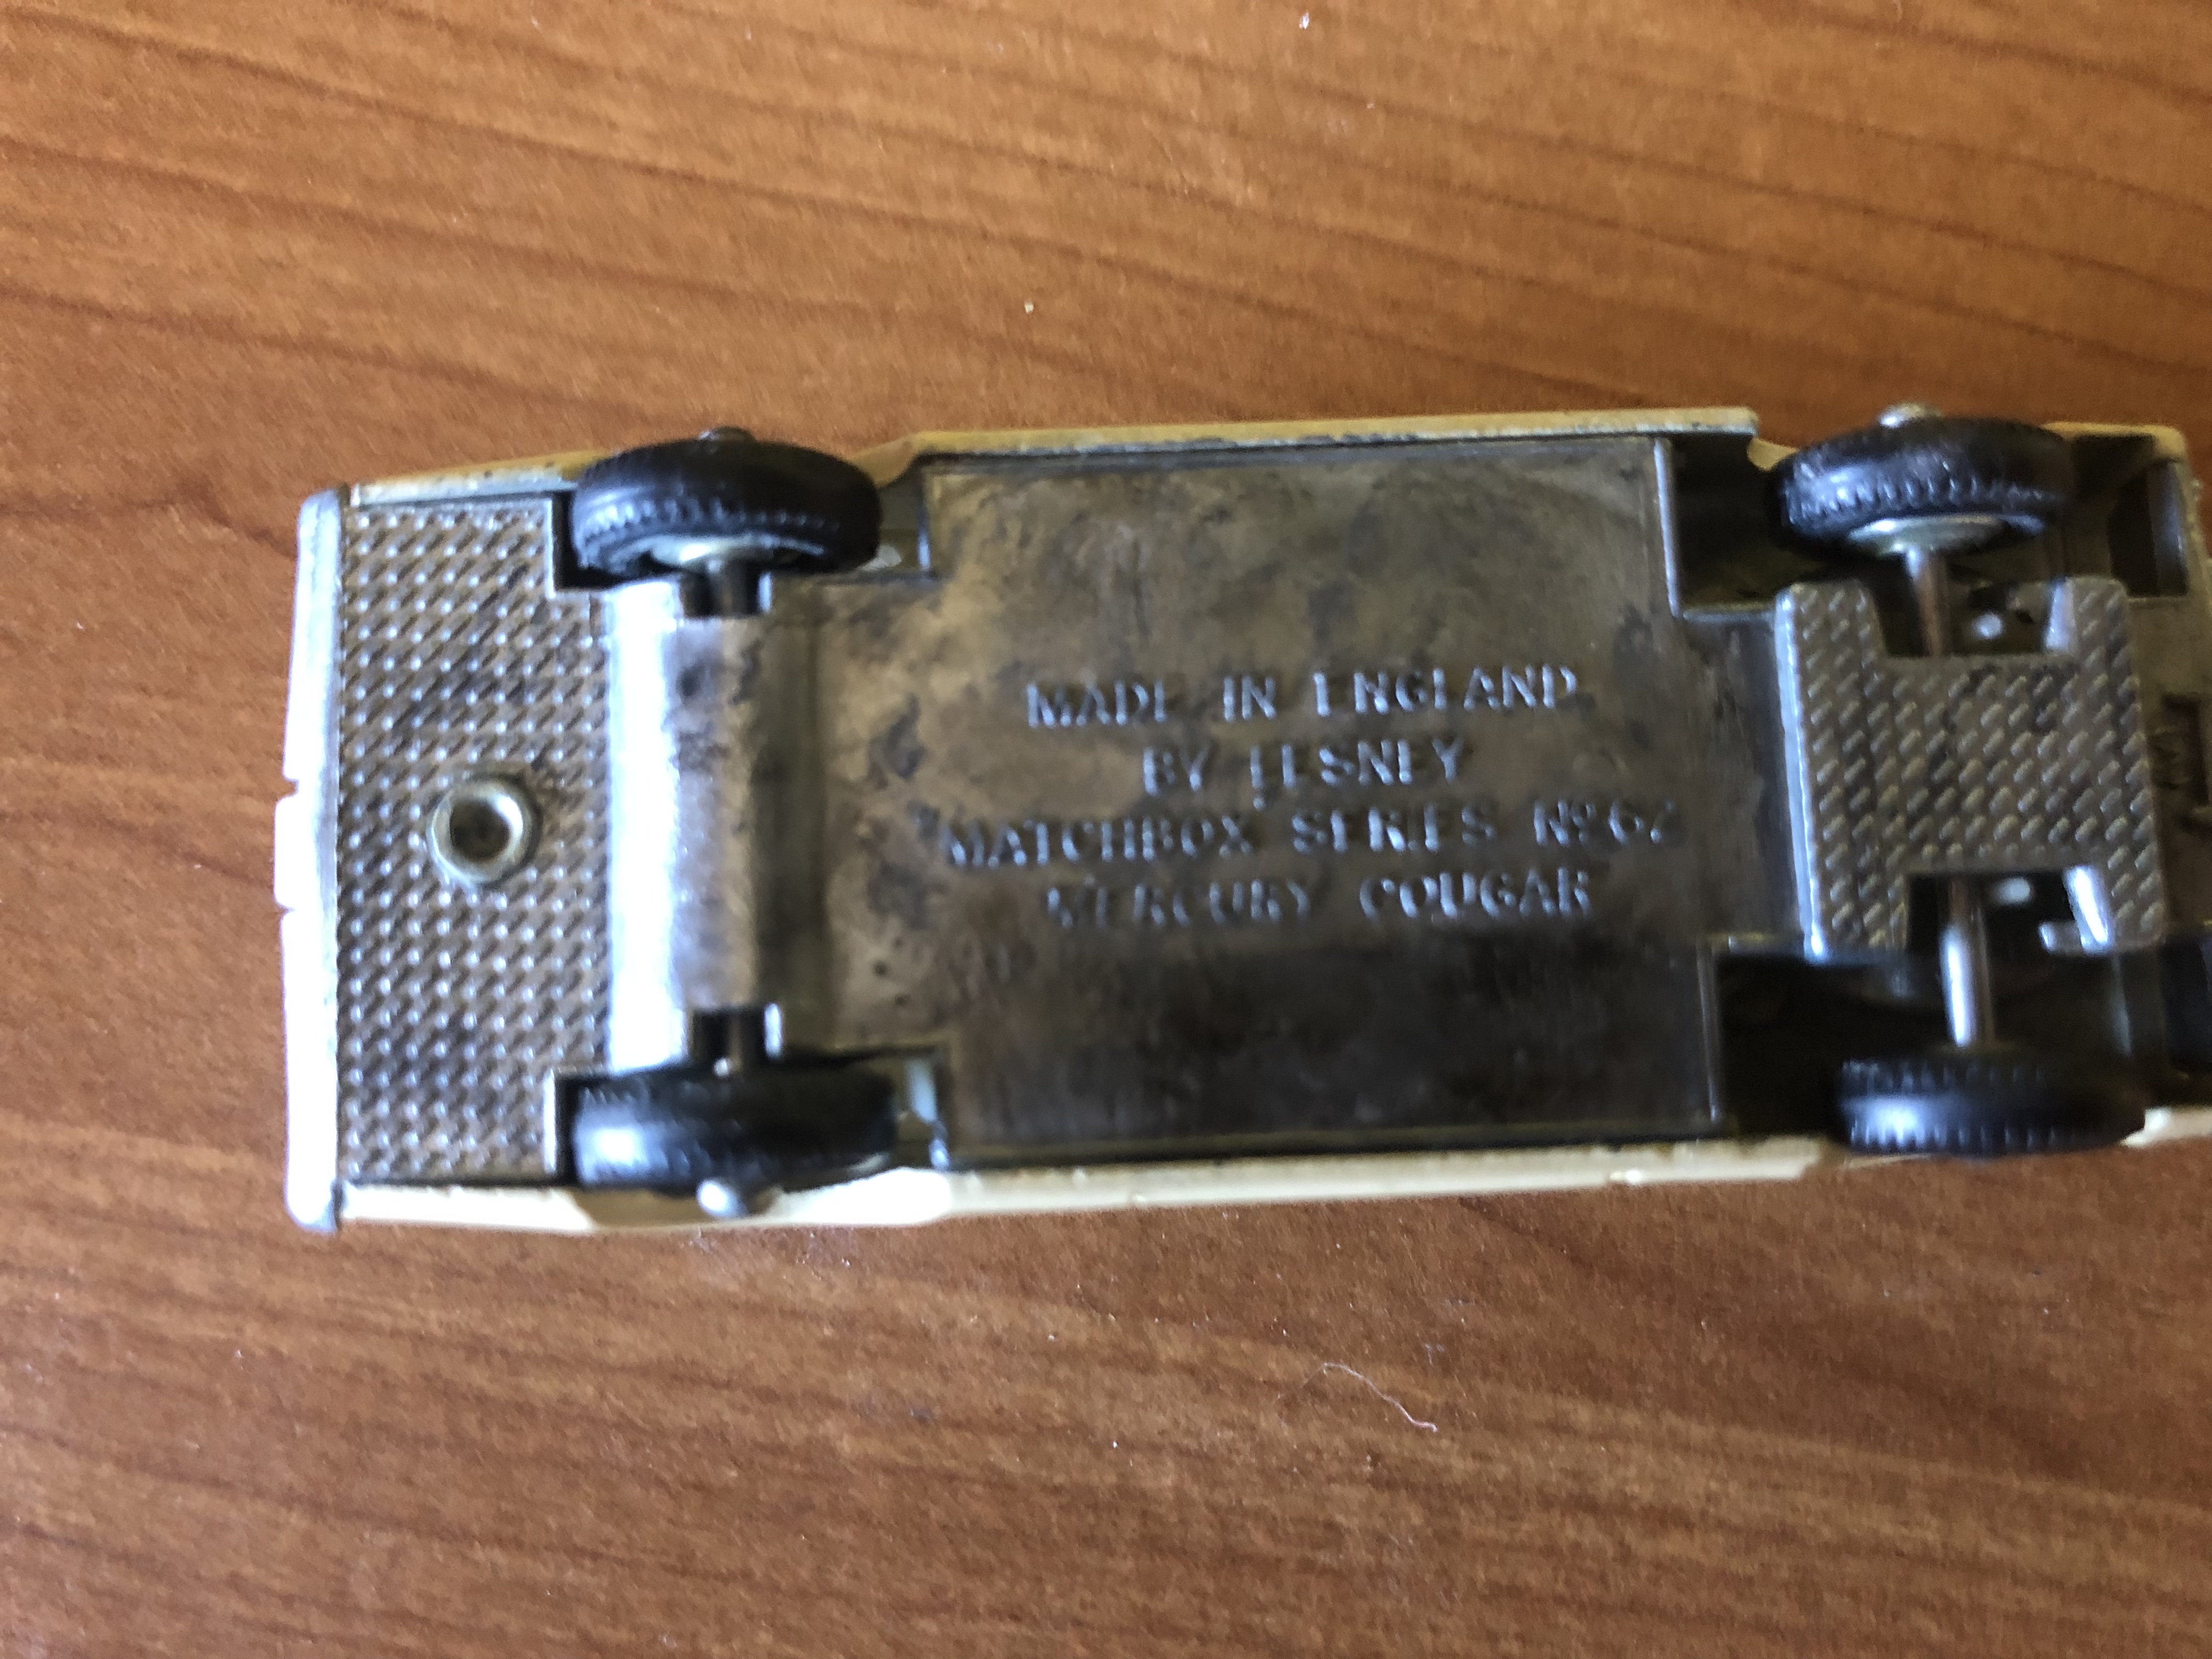 MADE IN ENGLAND
BY LESNEY
"MATCHBOX SERIES Nº62
MERCURY COUGAR